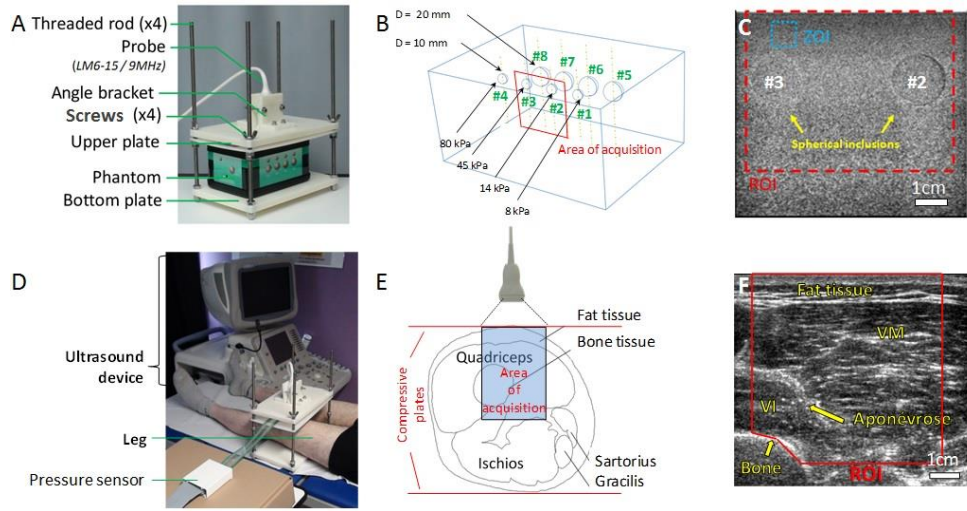 A
Threaded rod (x4)
Probe
(LM6-15 / 9MHz)
Angle bracket
Screws (x4)
Upper plate
Phantom
Bottom plate
B
D = 20 mm
D = 10 mm
#8
#7
#6
#5
#4
#3
#2
#1
Area of acquisition
80 kPa
45 kPa
14 kPa
8 kPa
C
ZOI
#3
#2
Spherical inclusions
ROI
1cm
D
Ultrasound
device
Leg
Pressure sensor
E
Fat tissue
Bone tissue
Quadriceps
Area
of
acquisition
Compressive
plates
Ischios
Sartorius
Gracilis
F
Fat tissue
VM
VI
Aponévrose
Bone
ROI
1cm